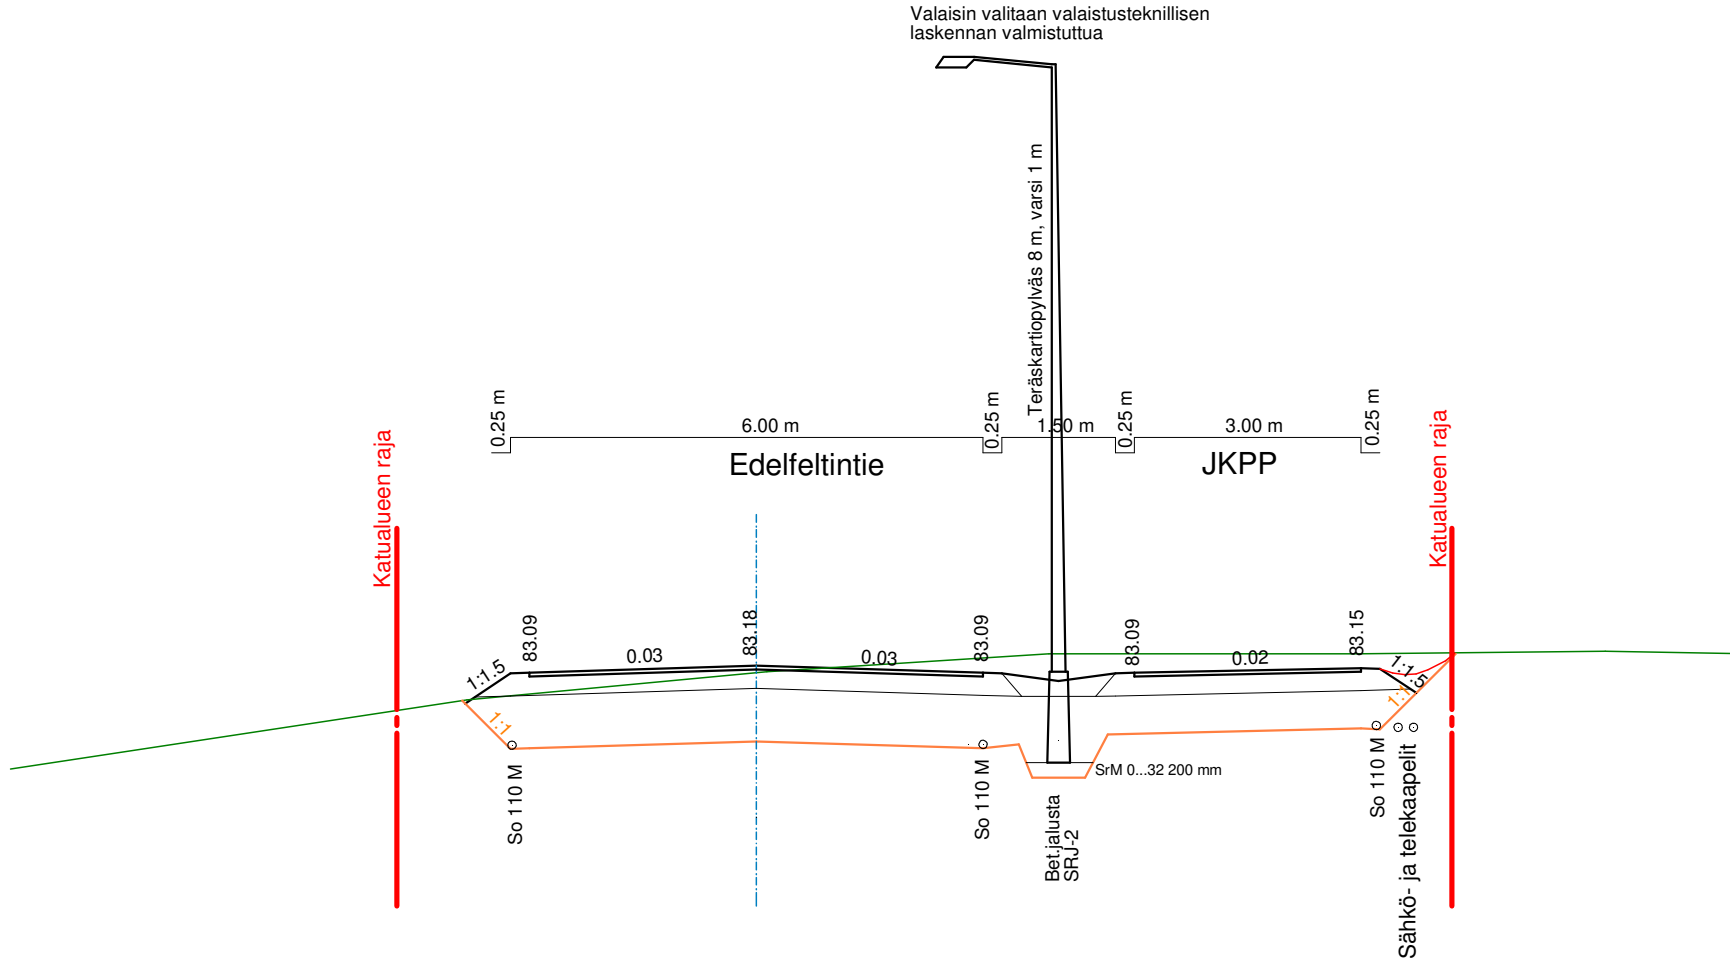 Valaisin valitaan valaistusteknillisen
laskennan valmistuttua
Teräskartiopylväs 8 m, varsi 1 m
0.25 m
6.00 m
0.25 m
1.50 m
0.25 m
3.00 m
0.25 m
Edelfeltintie
JKPP
Katualueen raja
Katualueen raja
83.09
83.18
83.09
83.09
83.15
1:1.5
0.03
0.03
0.02
1:1.5
1:1
1:1
So 110 M
So 110 M
SrM 0...32 200 mm
So 110 M
Bet.jalusta
SRJ-2
Sähkö- ja telekaapelit